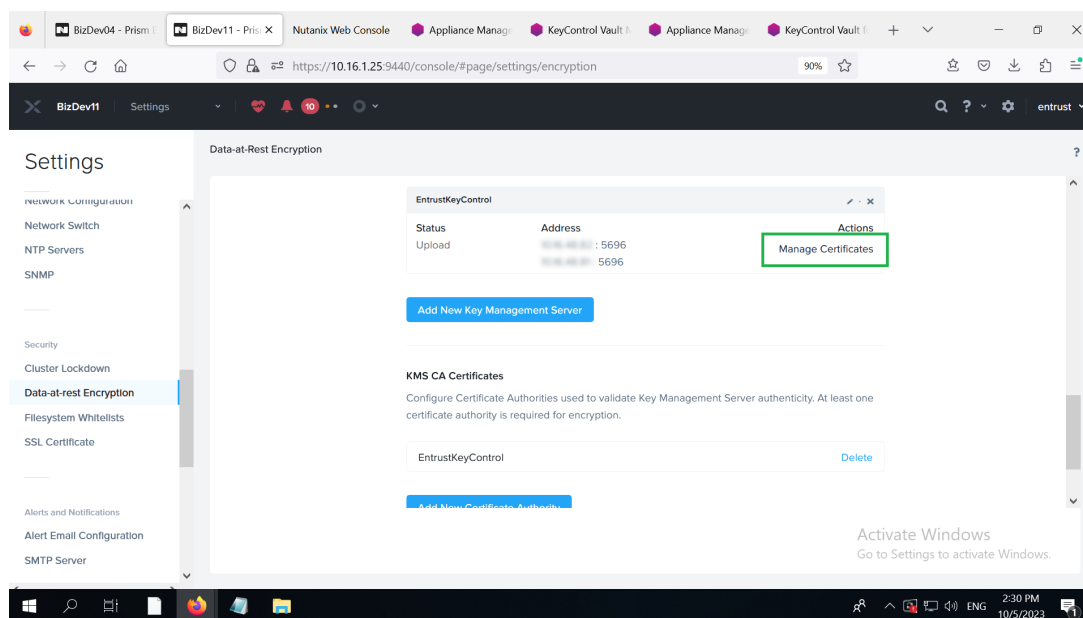 BizDev04 - Prism
BizDev11 - Pris
Nutanix Web Console
Appliance Manage
KeyControl Vault
Appliance Manage
KeyControl Vault f
https://10.16.1.25:9440/console/#page/settings/encryption
90%
BizDev11
Settings
10
?
entrust
Settings
Data-at-Rest Encryption
?
Network Configuration
Network Switch
NTP Servers
SNMP
Security
Cluster Lockdown
Data-at-rest Encryption
Filesystem Whitelists
SSL Certificate
Alerts and Notifications
Alert Email Configuration
SMTP Server
EntrustKeyControl
Status Address Actions
Upload : 5696 Manage Certificates
5696
Add New Key Management Server
KMS CA Certificates
Configure Certificate Authorities used to validate Key Management Server authenticity. At least one
certificate authority is required for encryption.
EntrustKeyControl Delete
Add New Certificate Authority
Activate Windows
Go to Settings to activate Windows.
ENG
2:30 PM
10/5/2023
1